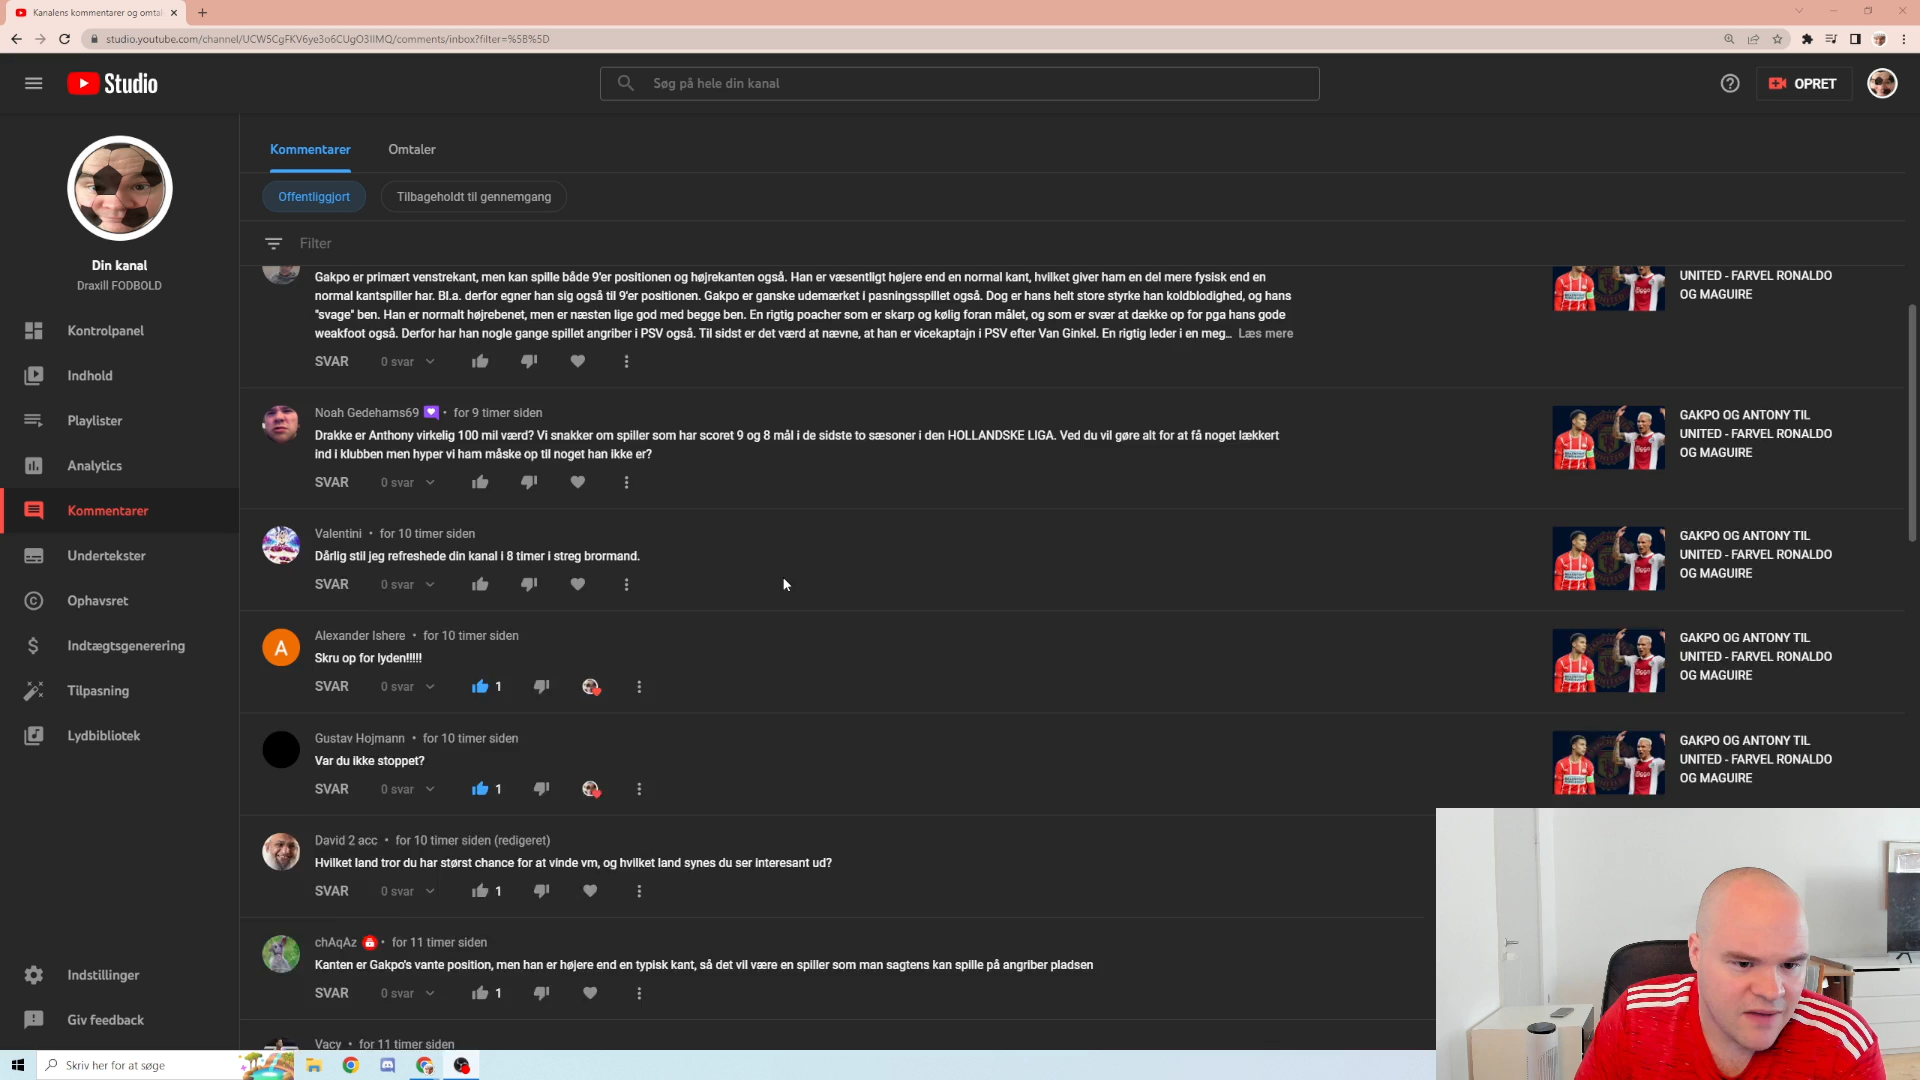 Kanalens kommentarer og omtal
studio.youtube.com/channel/UCW5CgFKV6ye3o6CUgO3IIMQ/comments/inbox?filter=%5B%5D
Studio
Søg på hele din kanal
OPRET
Din kanal
Draxill FODBOLD
Kontrolpanel
Indhold
Playlister
Analytics
Kommentarer
Undertekster
Ophavsret
Indtægtsgenerering
Tilpasning
Lydbibliotek
Indstillinger
Giv feedback
Kommentarer
Omtaler
Offentliggjort
Tilbageholdt til gennemgang
Filter
Gakpo er primært venstrekant, men kan spille både 9'er positionen og højrekanten også. Han er væsentligt højere end en normal kant, hvilket giver ham en del mere fysisk end en
normal kantspiller har. Bl.a. derfor egner han sig også til 9'er positionen. Gakpo er ganske udemærket i pasningsspillet også. Dog er hans helt store styrke han koldblodighed, og hans
"svage" ben. Han er normalt højrebenet, men er næsten lige god med begge ben. En rigtig poacher som er skarp og kølig foran målet, og som er svær at dække op for pga hans gode
weakfoot også. Derfor har han nogle gange spillet angriber i PSV også. Til sidst er det værd at nævne, at han er vicekaptajn i PSV efter Van Ginkel. En rigtig leder i en meg... Læs mere
SVAR 0 svar
UNITED - FARVEL RONALDO
OG MAGUIRE
Noah Gedehams69 • for 9 timer siden
Drakke er Anthony virkelig 100 mil værd? Vi snakker om spiller som har scoret 9 og 8 mål i de sidste to sæsoner i den HOLLANDSKE LIGA. Ved du vil gøre alt for at få noget lækkert
ind i klubben men hyper vi ham måske op til noget han ikke er?
SVAR 0 svar
GAKPO OG ANTONY TIL
UNITED - FARVEL RONALDO
OG MAGUIRE
Valentini • for 10 timer siden
Dårlig stil jeg refreshede din kanal i 8 timer i streg brormand.
SVAR 0 svar
GAKPO OG ANTONY TIL
UNITED - FARVEL RONALDO
OG MAGUIRE
A
Alexander Ishere • for 10 timer siden
Skru op for lyden!!!!!
SVAR 0 svar 1
GAKPO OG ANTONY TIL
UNITED - FARVEL RONALDO
OG MAGUIRE
Gustav Hojmann • for 10 timer siden
Var du ikke stoppet?
SVAR 0 svar 1
GAKPO OG ANTONY TIL
UNITED - FARVEL RONALDO
OG MAGUIRE
David 2 acc • for 10 timer siden (redigeret)
Hvilket land tror du har størst chance for at vinde vm, og hvilket land synes du ser interesant ud?
SVAR 0 svar 1
chAqAz • for 11 timer siden
Kanten er Gakpo's vante position, men han er højere end en typisk kant, så det vil være en spiller som man sagtens kan spille på angriber pladsen
SVAR 0 svar 1
Vacy • for 11 timer siden
Skriv her for at søge